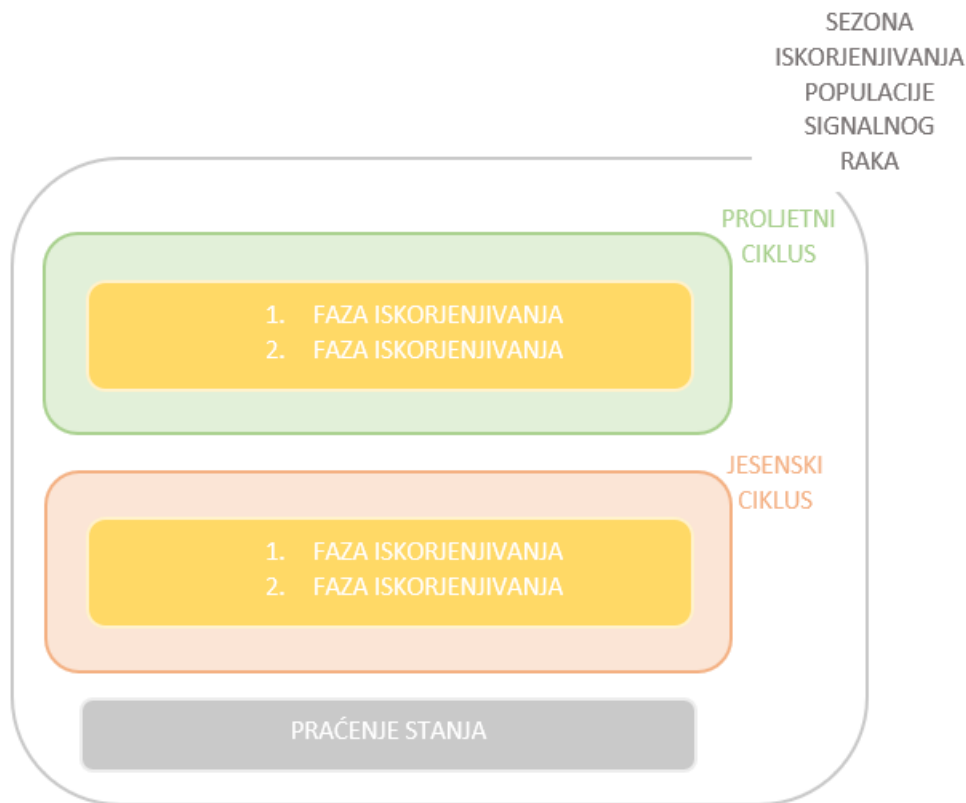 SEZONA
ISKORJENJIVANJA
POPULACIJE
SIGNALNOG
RAKA
PROLJETNI
CIKLUS
1. FAZA ISKORJENJIVANJA
2. FAZA ISKORJENJIVANJA
JESENSKI
CIKLUS
1. FAZA ISKORJENJIVANJA
2. FAZA ISKORJENJIVANJA
PRAĆENJE STANJA